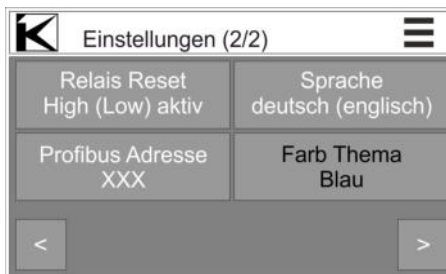 K Einstellungen (2/2)
Relais Reset
High (Low) aktiv
Sprache
deutsch (englisch)
Profibus Adresse
XXX
Farb Thema
Blau
< >